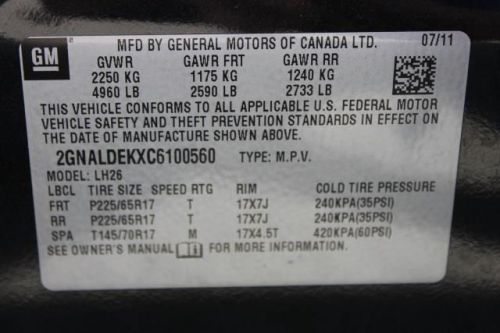 GM
MFD BY GENERAL MOTORS OF CANADA LTD. 07/11
GVWR GAWR FRT GAWR RR
2250 KG 1175 KG 1240 KG
4960 LB 2590 LB 2733 LB
THIS VEHICLE CONFORMS TO ALL APPLICABLE U.S. FEDERAL MOTOR
VEHICLE SAFETY AND THEFT PREVENTION STANDARDS IN EFFECT ON
THE DATE OF MANUFACTURE SHOWN ABOVE.
2GNALDEKXC6100560 TYPE: M.P.V.
MODEL: LH26
LBCL TIRE SIZE SPEED RTG RIM COLD TIRE PRESSURE
FRT P225/65R17 T 17X7J 240KPA(35PSI)
RR P225/65R17 T 17X7J 240KPA(35PSI)
SPA T145/70R17 M 17X4.5T 420KPA(60PSI)
SEE OWNER'S MANUAL FOR MORE INFORMATION.